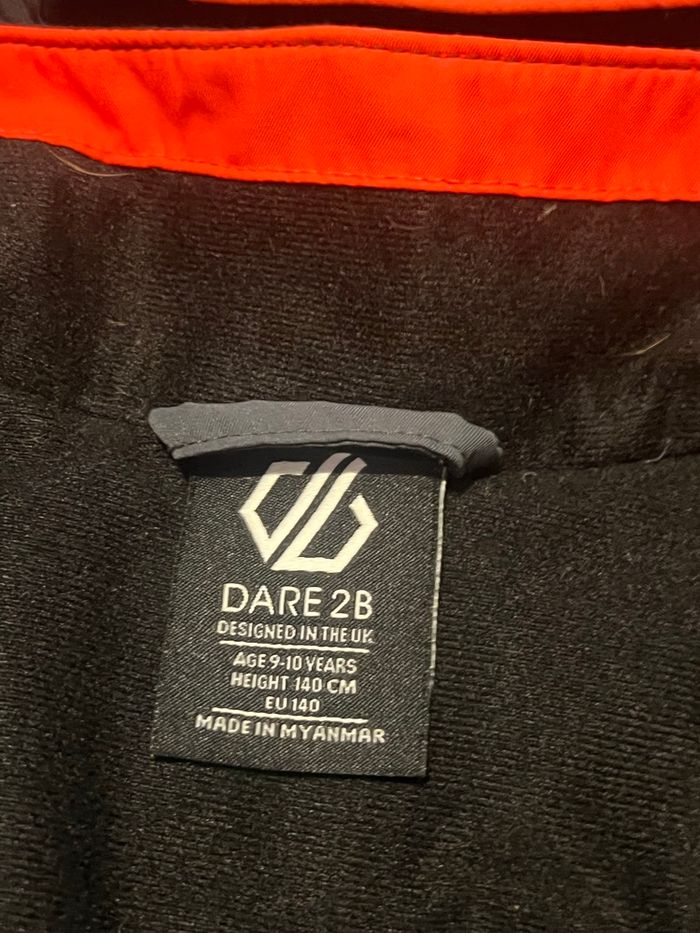 DARE 2B
DESIGNED IN THE UK
AGE 9-10 YEARS
HEIGHT 140 CM
EU 140
MADE IN MYANMAR